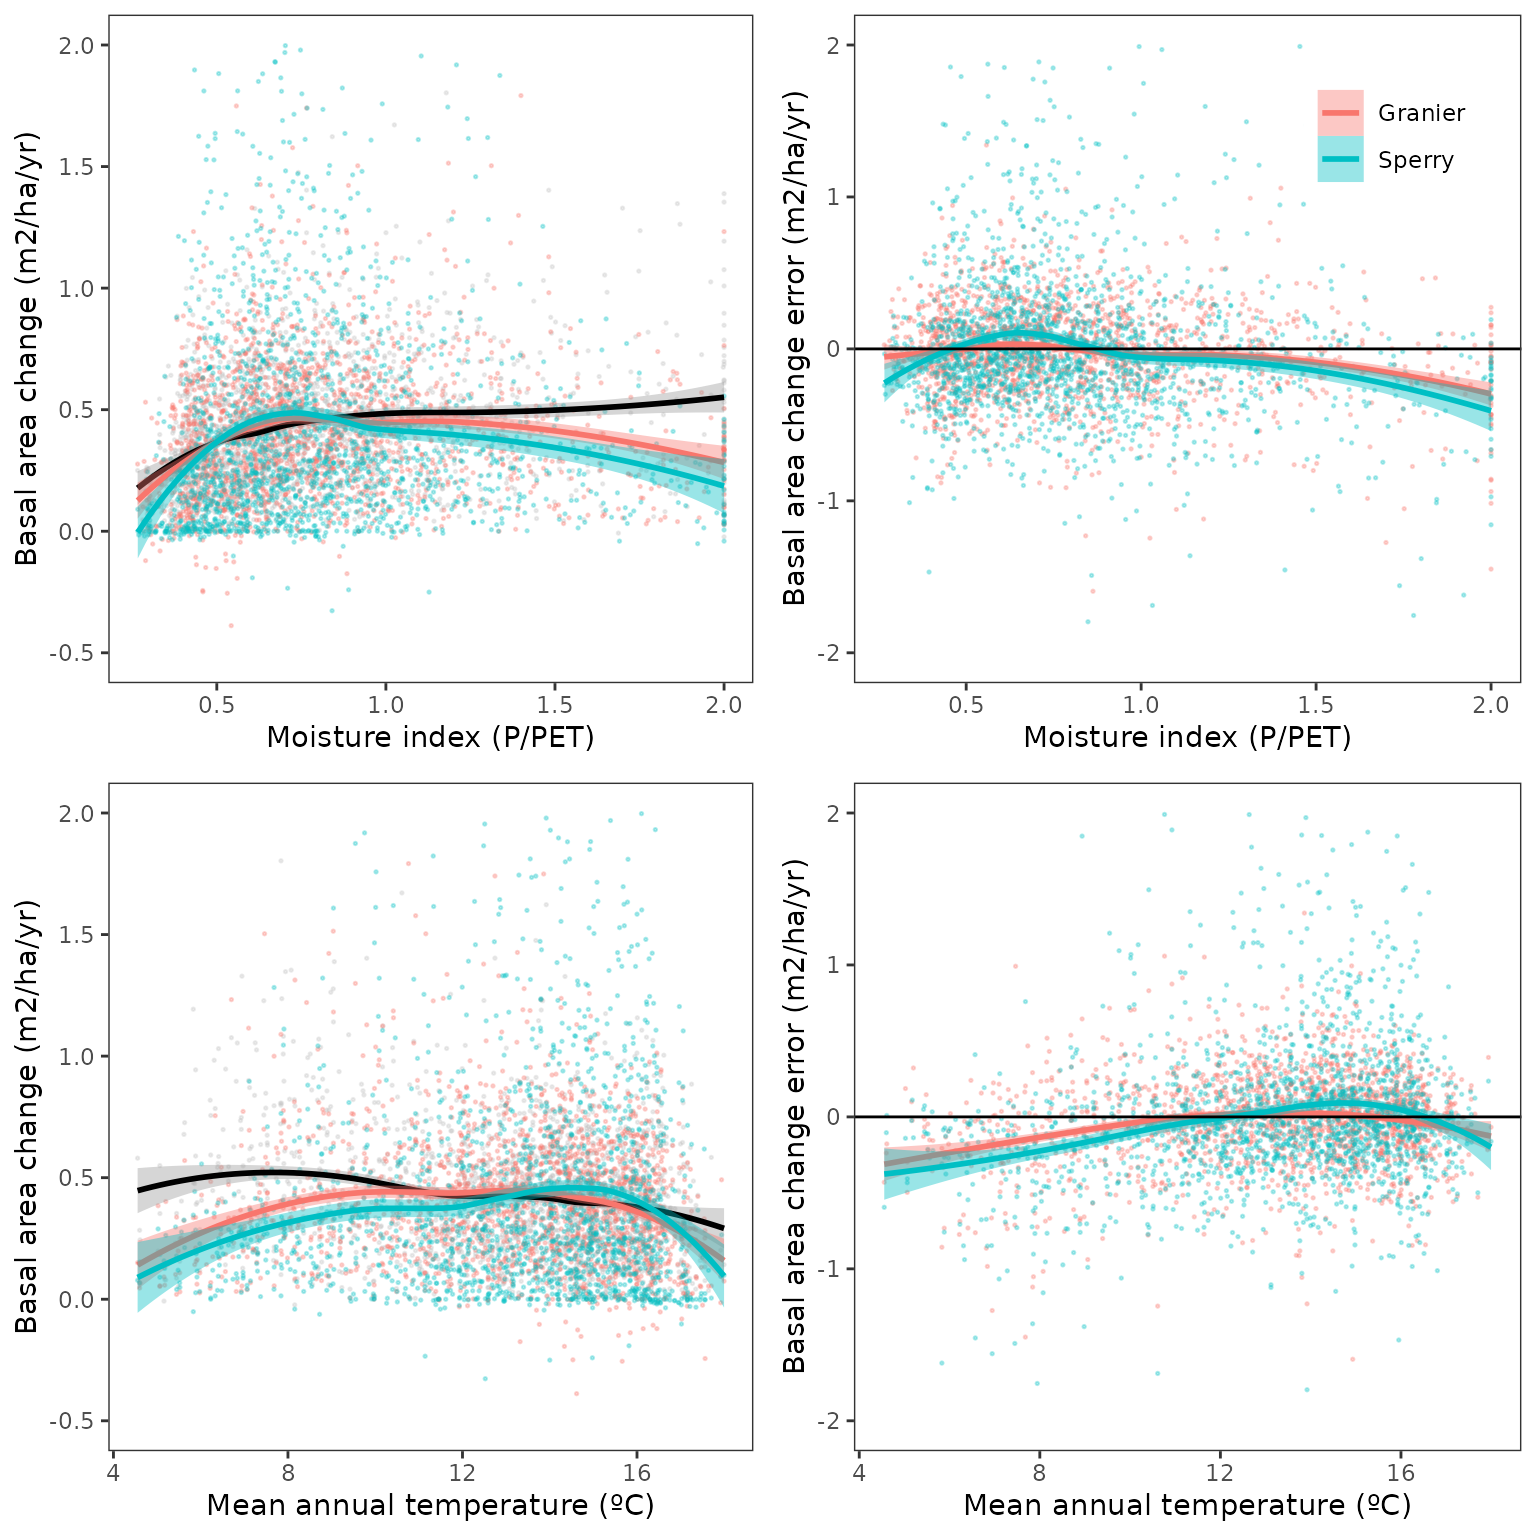 Basal area change (m2/ha/yr)
2.0
1.5
1.0
0.5
0.0
-0.5
0.5 1.0 1.5 2.0
Moisture index (P/PET)
Basal area change error (m2/ha/yr)
2
1
0
-1
-2
Granier
Sperry
0.5 1.0 1.5 2.0
Moisture index (P/PET)
Basal area change (m2/ha/yr)
2.0
1.5
1.0
0.5
0.0
-0.5
4 8 12 16
Mean annual temperature (ºC)
Basal area change error (m2/ha/yr)
2
1
0
-1
-2
4 8 12 16
Mean annual temperature (ºC)